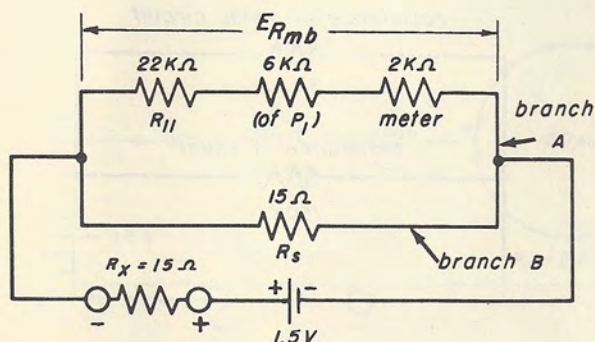 E_Rmb
22KΩ 6KΩ 2KΩ
R11 (of P1) meter
branch A
15Ω
Rs
branch B
Rx = 15Ω
- + + -
1.5V